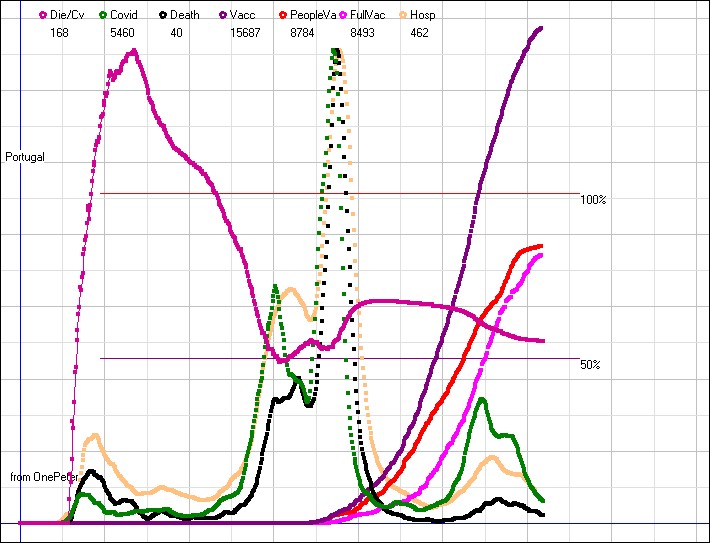 Die/Cv Covid Death Vacc PeopleVa FullVac Hosp
168 5460 40 15687 8784 8493 462
Portugal
100%
50%
from OnePeter